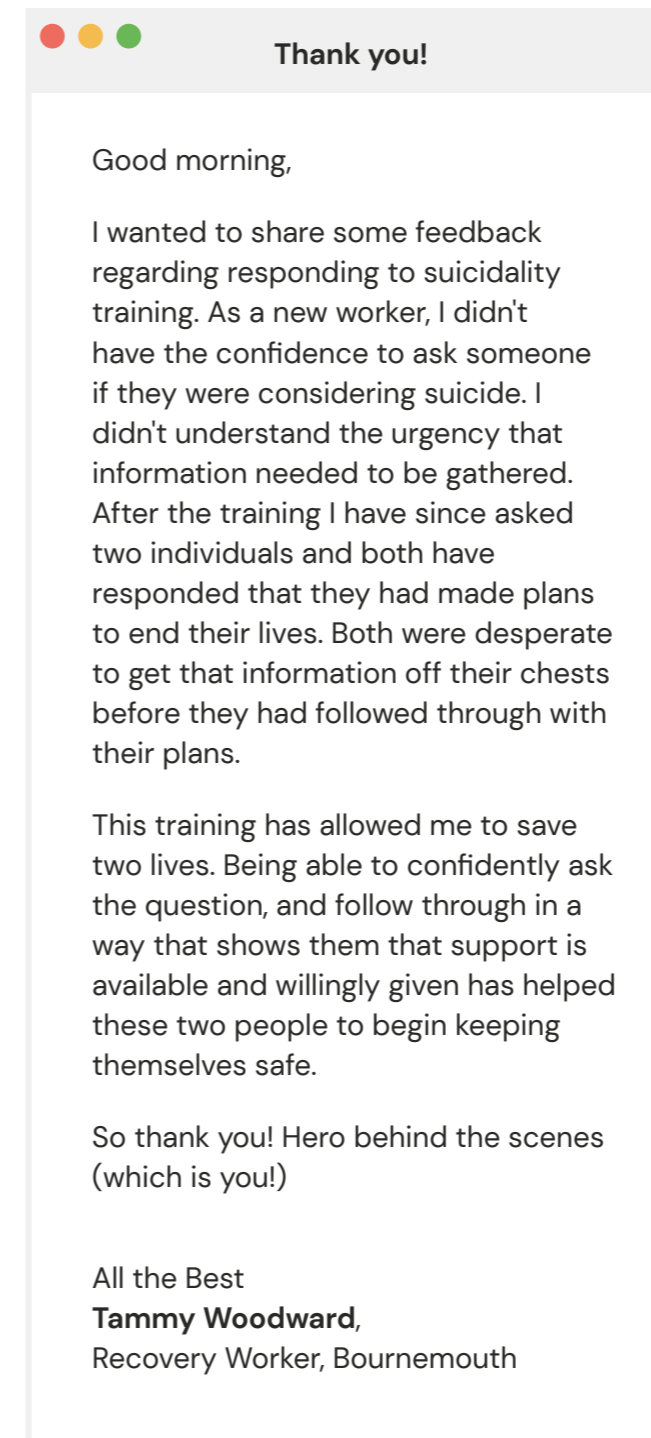 Thank you!
Good morning,
I wanted to share some feedback
regarding responding to suicidality
training. As a new worker, I didn't
have the confidence to ask someone
if they were considering suicide. I
didn't understand the urgency that
information needed to be gathered.
After the training I have since asked
two individuals and both have
responded that they had made plans
to end their lives. Both were desperate
to get that information off their chests
before they had followed through with
their plans.
This training has allowed me to save
two lives. Being able to confidently ask
the question, and follow through in a
way that shows them that support is
available and willingly given has helped
these two people to begin keeping
themselves safe.
So thank you! Hero behind the scenes
(which is you!)
All the Best
Tammy Woodward,
Recovery Worker, Bournemouth